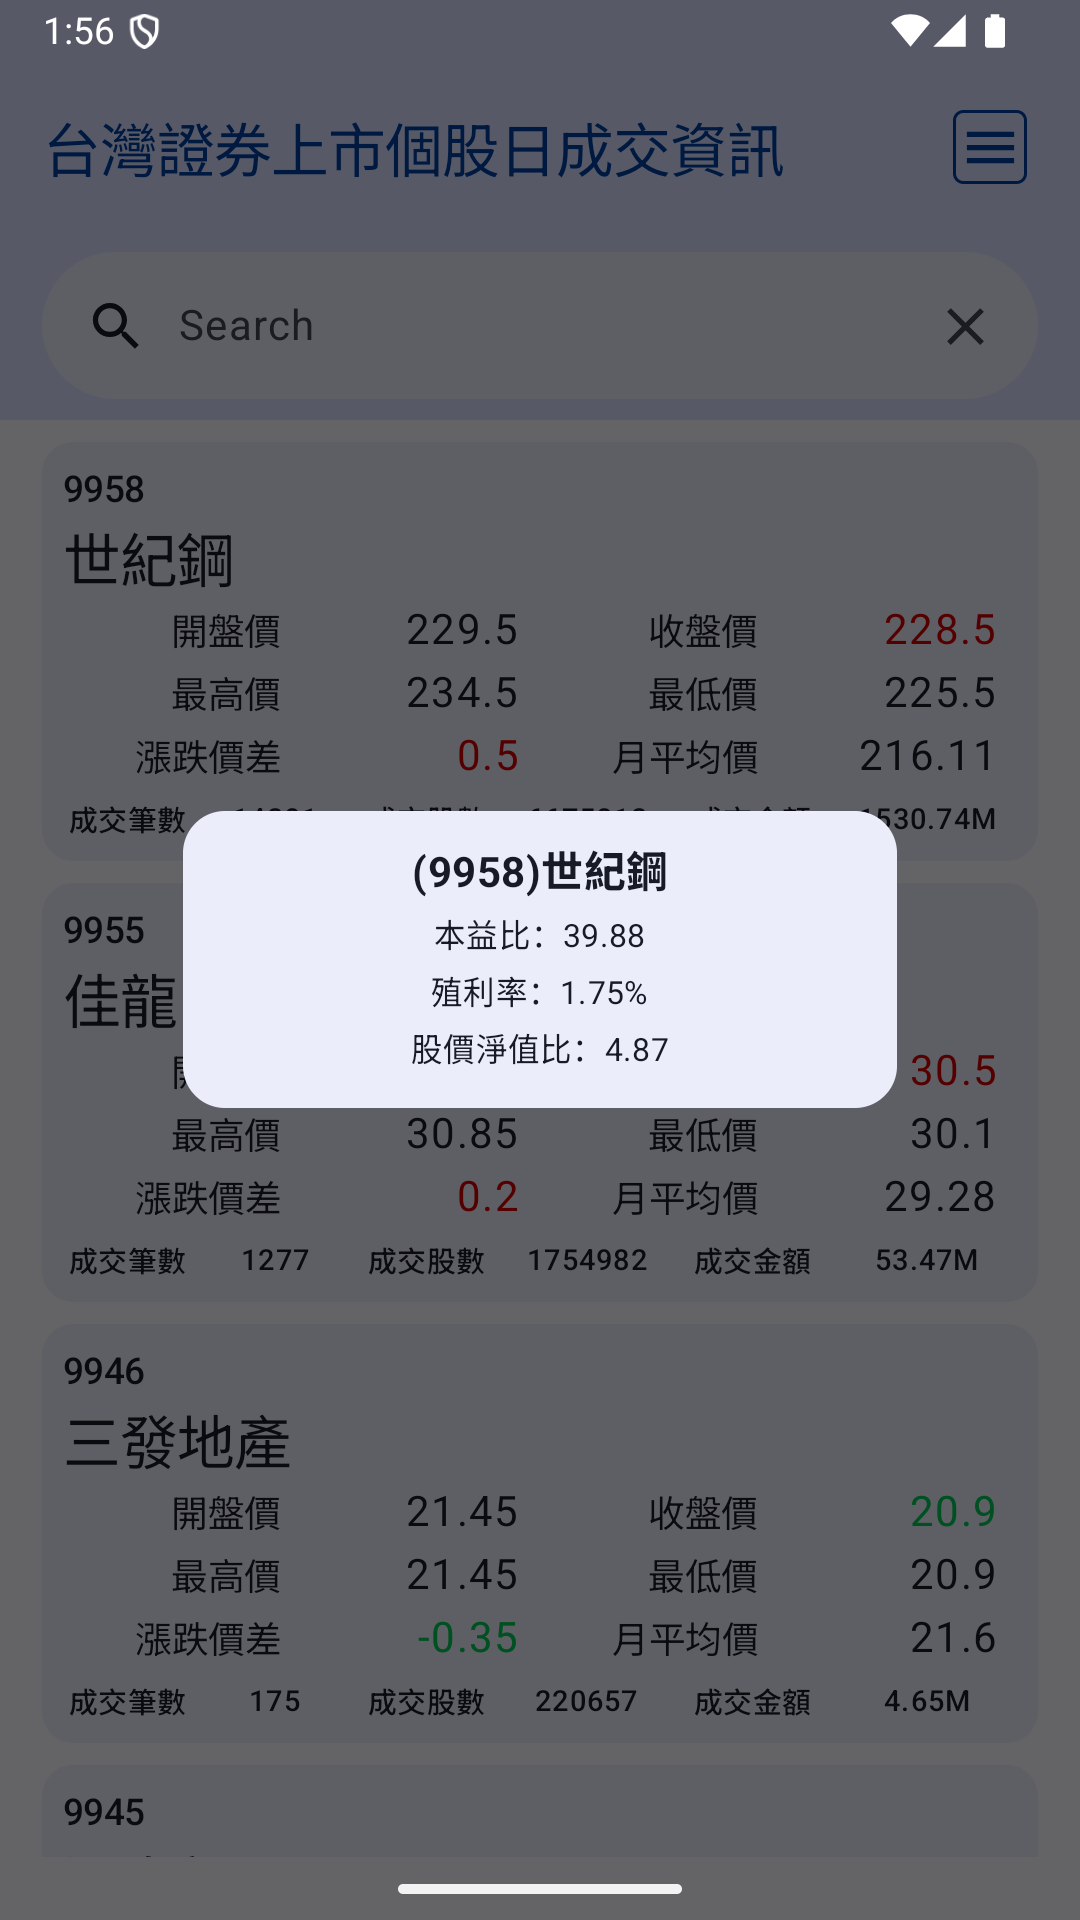 1:56
台灣證券上市個股日成交資訊
Search
9958
世紀鋼
開盤價 229.5 收盤價 228.5
最高價 234.5 最低價 225.5
漲跌價差 0.5 月平均價 216.11
成交筆數 1530.74M
(9958)世紀鋼
本益比：39.88
殖利率：1.75%
股價淨值比：4.87
9955
佳龍
30.5
最高價 30.85 最低價 30.1
漲跌價差 0.2 月平均價 29.28
成交筆數 1277 成交股數 1754982 成交金額 53.47M
9946
三發地產
開盤價 21.45 收盤價 20.9
最高價 21.45 最低價 20.9
漲跌價差 -0.35 月平均價 21.6
成交筆數 175 成交股數 220657 成交金額 4.65M
9945